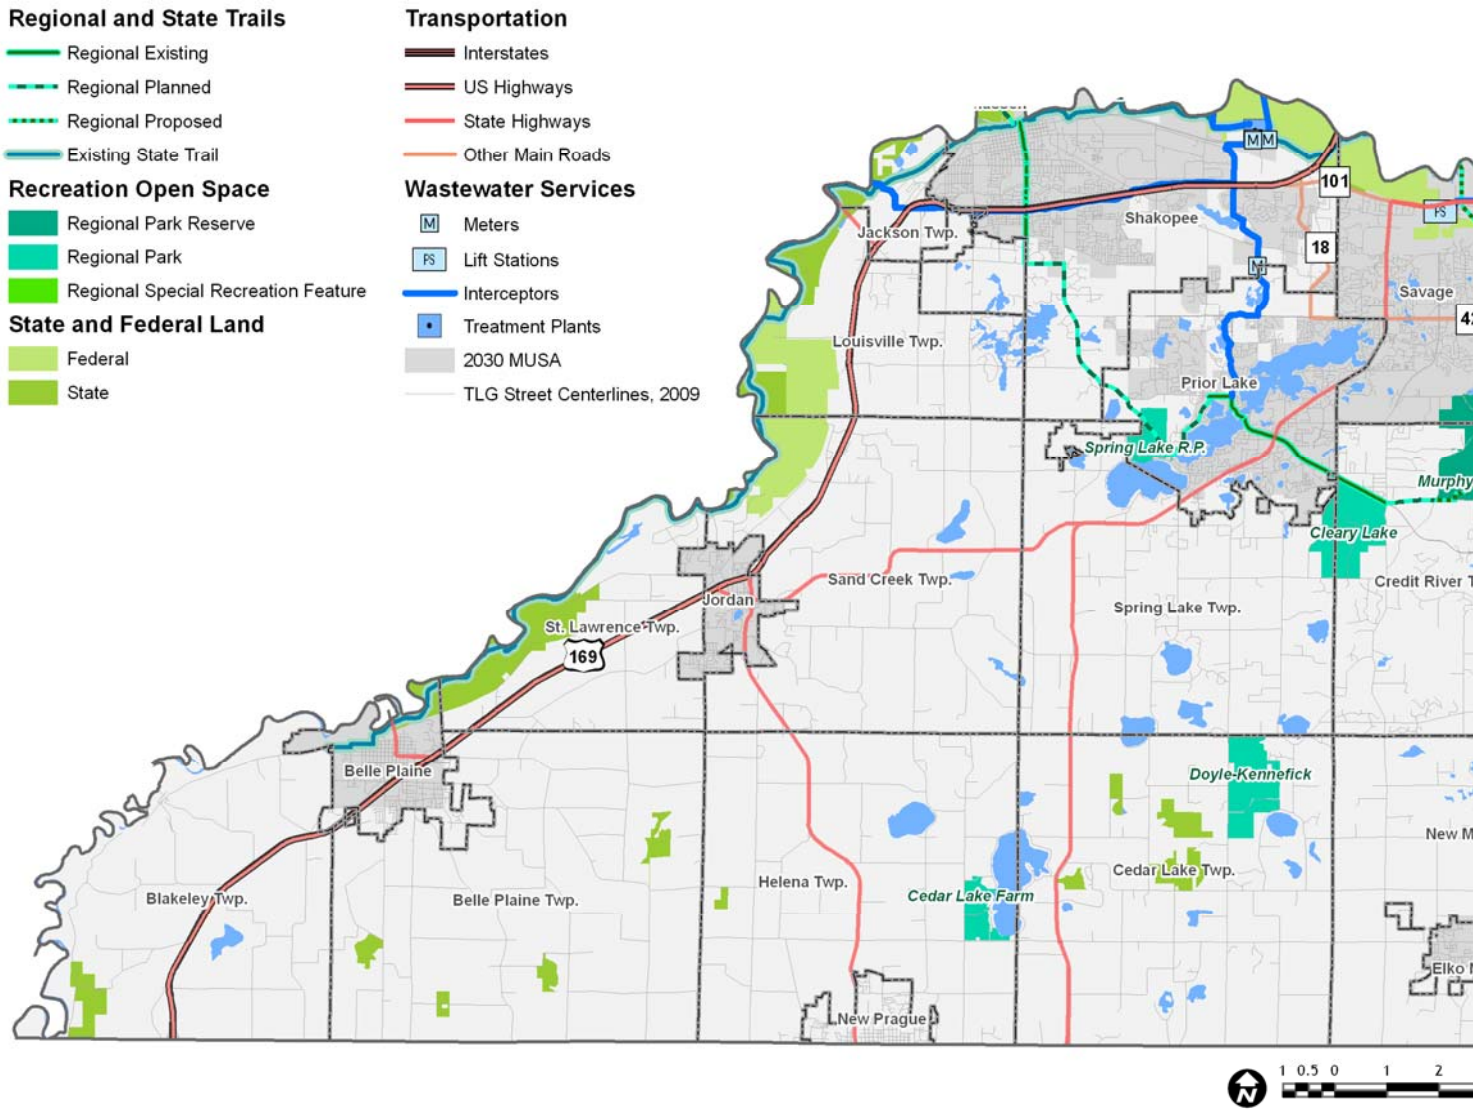 Regional and State Trails
Regional Existing
Regional Planned
Regional Proposed
Existing State Trail
Recreation Open Space
Regional Park Reserve
Regional Park
Regional Special Recreation Feature
State and Federal Land
Federal
State
Transportation
Interstates
US Highways
State Highways
Other Main Roads
Wastewater Services
M Meters
PS Lift Stations
Interceptors
Treatment Plants
2030 MUSA
TLG Street Centerlines, 2009
M M
101
PS
Shakopee
Jackson Twp.
18
M
Savage
42
Louisville Twp.
Prior Lake
Spring Lake R.P.
Murphy
Cleary Lake
Sand Creek Twp.
Credit River T
Jordan
Spring Lake Twp.
St. Lawrence Twp.
169
Belle Plaine
Doyle-Kennefick
New M
Cedar Lake Twp.
Helena Twp.
Cedar Lake Farm
Blakeley Twp.
Belle Plaine Twp.
Elko N
New Prague
N
1 0.5 0 1 2